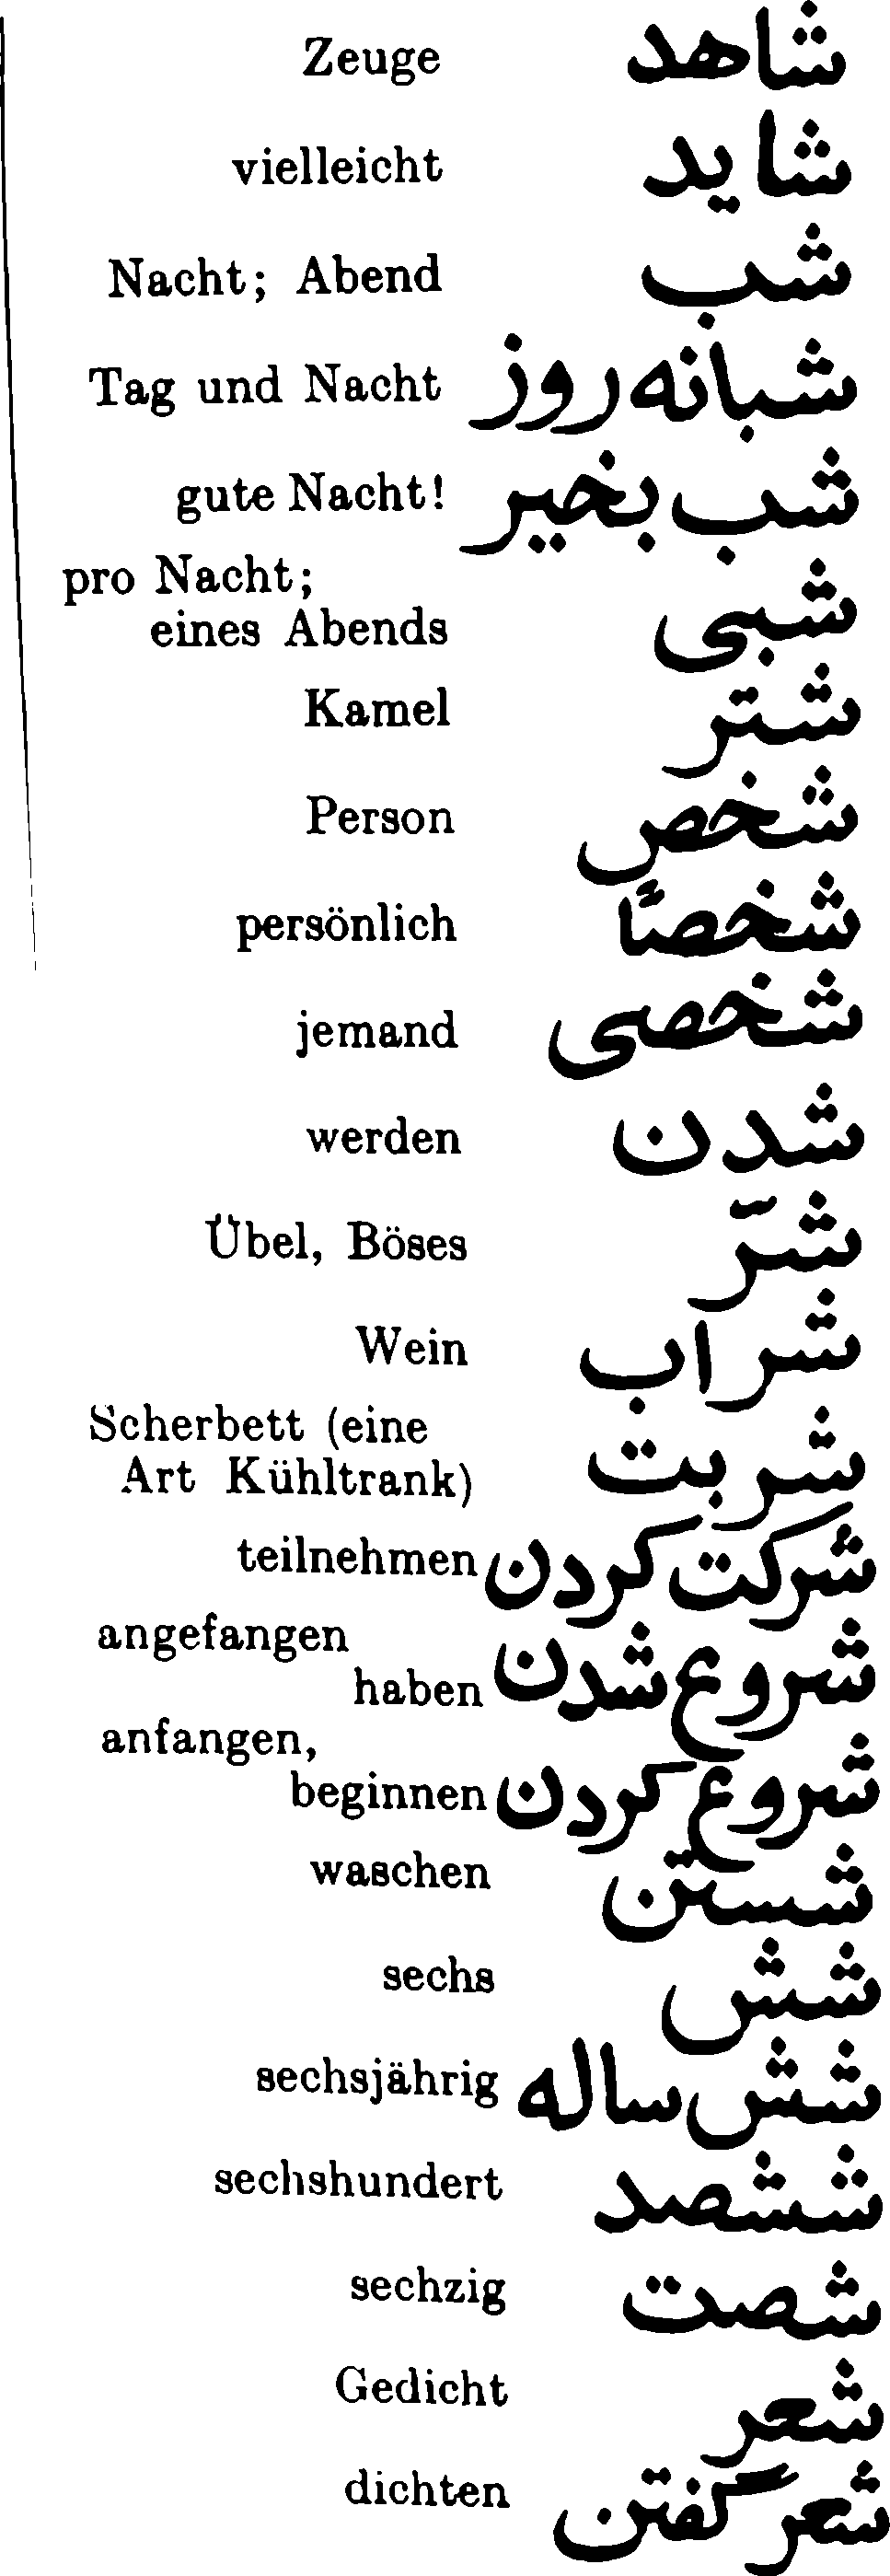 Zeuge شاهد
vielleicht شاید
Nacht; Abend شب
Tag und Nacht شبانه‌روز
gute Nacht! شب بخیر
pro Nacht;
eines Abends شبی
Kamel شتر
Person شخص
persönlich شخصاً
jemand شخصی
werden شدن
Übel, Böses شرّ
Wein شراب
Scherbett (eine
Art Kühltrank) شربت
teilnehmen شرکت کردن
angefangen
haben شروع شدن
anfangen,
beginnen شروع کردن
waschen شستن
sechs شش
sechsjährig شش ساله
sechshundert ششصد
sechzig شصت
Gedicht شعر
dichten شعر گفتن